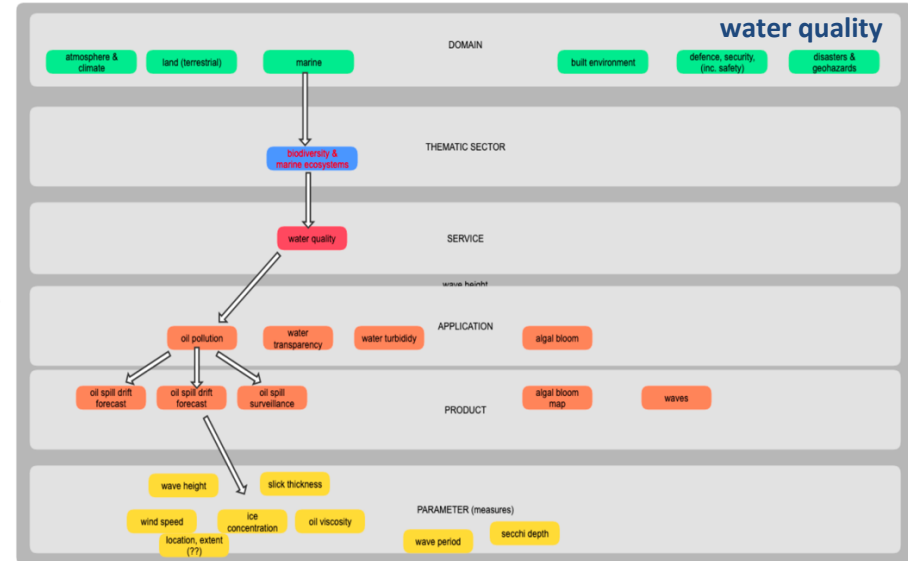 water quality
DOMAIN
atmosphere &
climate
land (terrestrial)
marine
built environment
defence, security,
(inc. safety)
disasters &
geohazards
THEMATIC SECTOR
biodiversity &
marine ecosystems
SERVICE
water quality
wave height
APPLICATION
oil pollution
water
transparency
water turbididy
algal bloom
oil spill drift
forecast
oil spill drift
forecast
oil spill
surveillance
PRODUCT
algal bloom
map
waves
wave height
slick thickness
PARAMETER (measures)
wind speed
ice
concentration
oil viscosity
location, extent
(??)
wave period
secchi depth